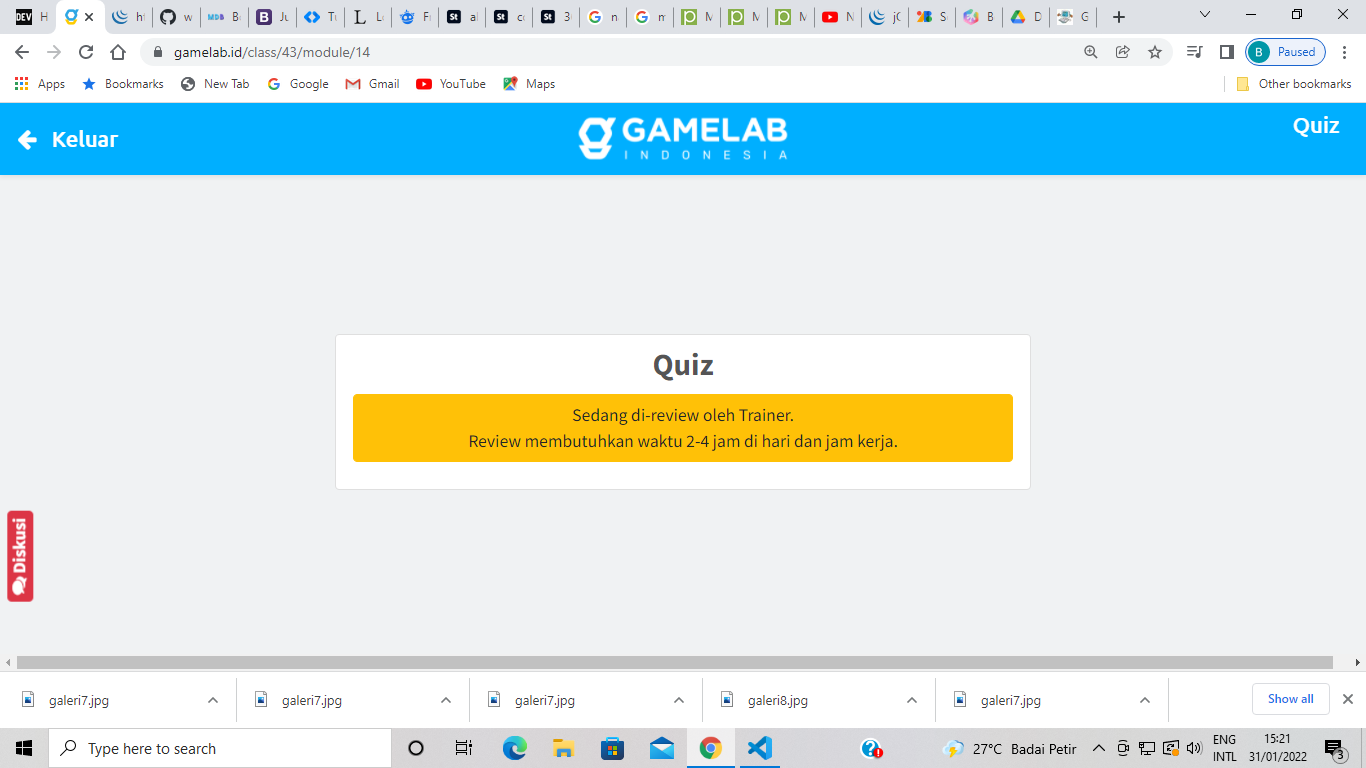 DEV H
gamelab.id/class/43/module/14
B Paused
Apps Bookmarks New Tab Google Gmail YouTube Maps Other bookmarks
Keluar
GAMELAB
INDONESIA
Quiz
Quiz
Sedang di-review oleh Trainer.
Review membutuhkan waktu 2-4 jam di hari dan jam kerja.
Diskusi
galeri7.jpg galeri7.jpg galeri7.jpg galeri8.jpg galeri7.jpg Show all
Type here to search
27°C Badai Petir
ENG
INTL
15:21
31/01/2022
3